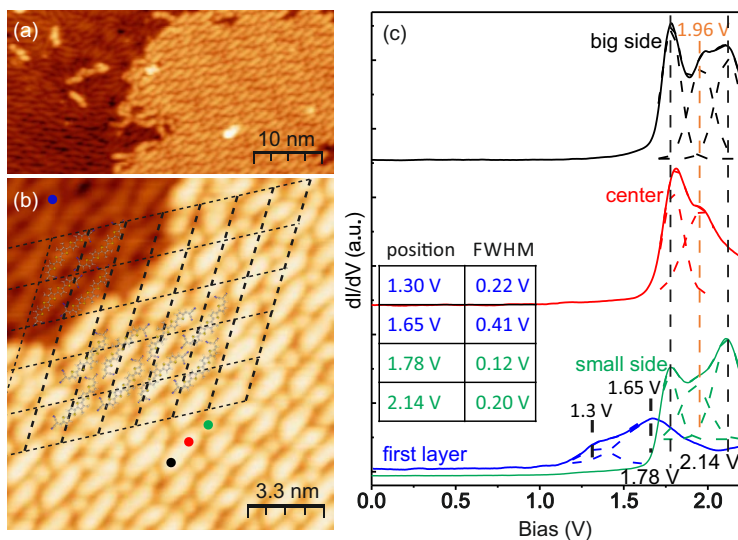 (a)
10 nm
(b)
3.3 nm
(c)
1.96 V
big side
center
position FWHM
1.30 V 0.22 V
1.65 V 0.41 V
1.78 V 0.12 V
2.14 V 0.20 V
small side
1.65 V
1.3 V
first layer
2.14 V
1.78 V
dI/dV (a.u.)
0.0 0.5 1.0 1.5 2.0
Bias (V)